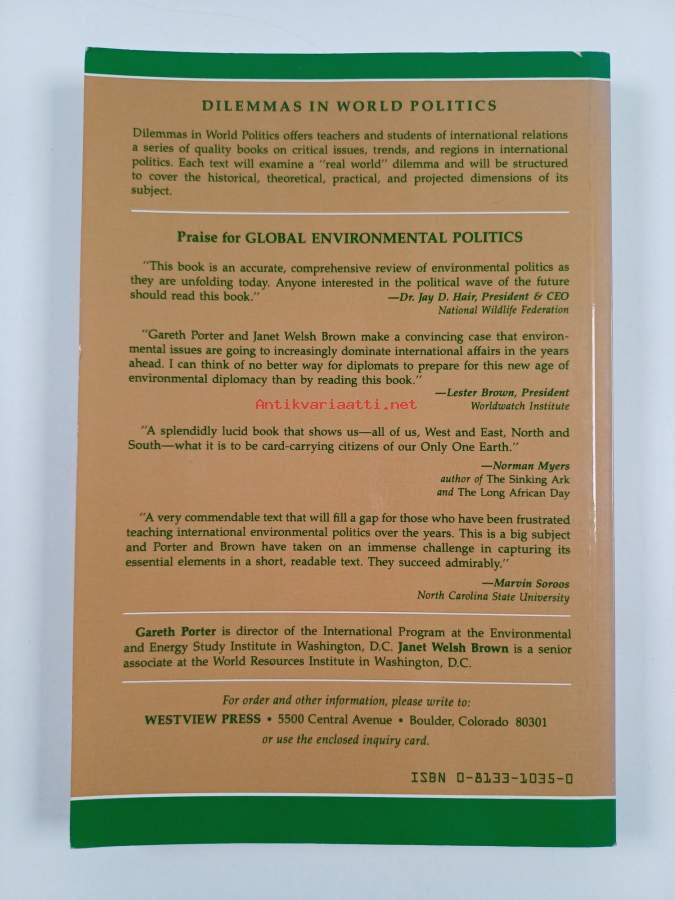 DILEMMAS IN WORLD POLITICS
Dilemmas in World Politics offers teachers and students of international relations
a series of quality books on critical issues, trends, and regions in international
politics. Each text will examine a "real world" dilemma and will be structured
to cover the historical, theoretical, practical, and projected dimensions of its
subject.
Praise for GLOBAL ENVIRONMENTAL POLITICS
"This book is an accurate, comprehensive review of environmental politics as
they are unfolding today. Anyone interested in the political wave of the future
should read this book." —Dr. Jay D. Hair, President & CEO
National Wildlife Federation
"Gareth Porter and Janet Welsh Brown make a convincing case that environ-
mental issues are going to increasingly dominate international affairs in the years
ahead. I can think of no better way for diplomats to prepare for this new age of
environmental diplomacy than by reading this book."
—Lester Brown, President
Antikvariaatti.net
Worldwatch Institute
"A splendidly lucid book that shows us—all of us, West and East, North and
South—what it is to be card-carrying citizens of our Only One Earth."
—Norman Myers
author of The Sinking Ark
and The Long African Day
"A very commendable text that will fill a gap for those who have been frustrated
teaching international environmental politics over the years. This is a big subject
and Porter and Brown have taken on an immense challenge in capturing its
essential elements in a short, readable text. They succeed admirably."
—Marvin Soroos
North Carolina State University
Gareth Porter is director of the International Program at the Environmental
and Energy Study Institute in Washington, D.C. Janet Welsh Brown is a senior
associate at the World Resources Institute in Washington, D.C.
For order and other information, please write to:
WESTVIEW PRESS • 5500 Central Avenue • Boulder, Colorado 80301
or use the enclosed inquiry card.
ISBN 0-8133-1035-0